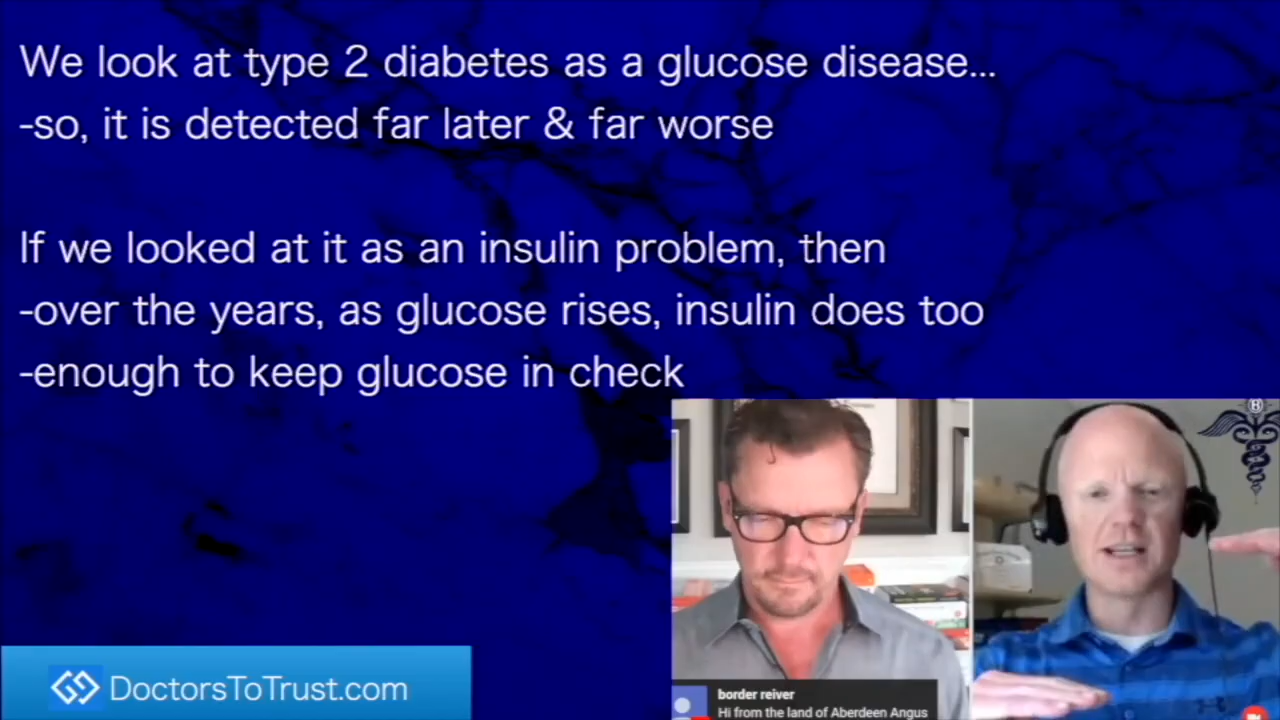 We look at type 2 diabetes as a glucose disease...
-so, it is detected far later & far worse
If we looked at it as an insulin problem, then
-over the years, as glucose rises, insulin does too
-enough to keep glucose in check
DoctorsToTrust.com
border reiver
Hi from the land of Aberdeen Angus